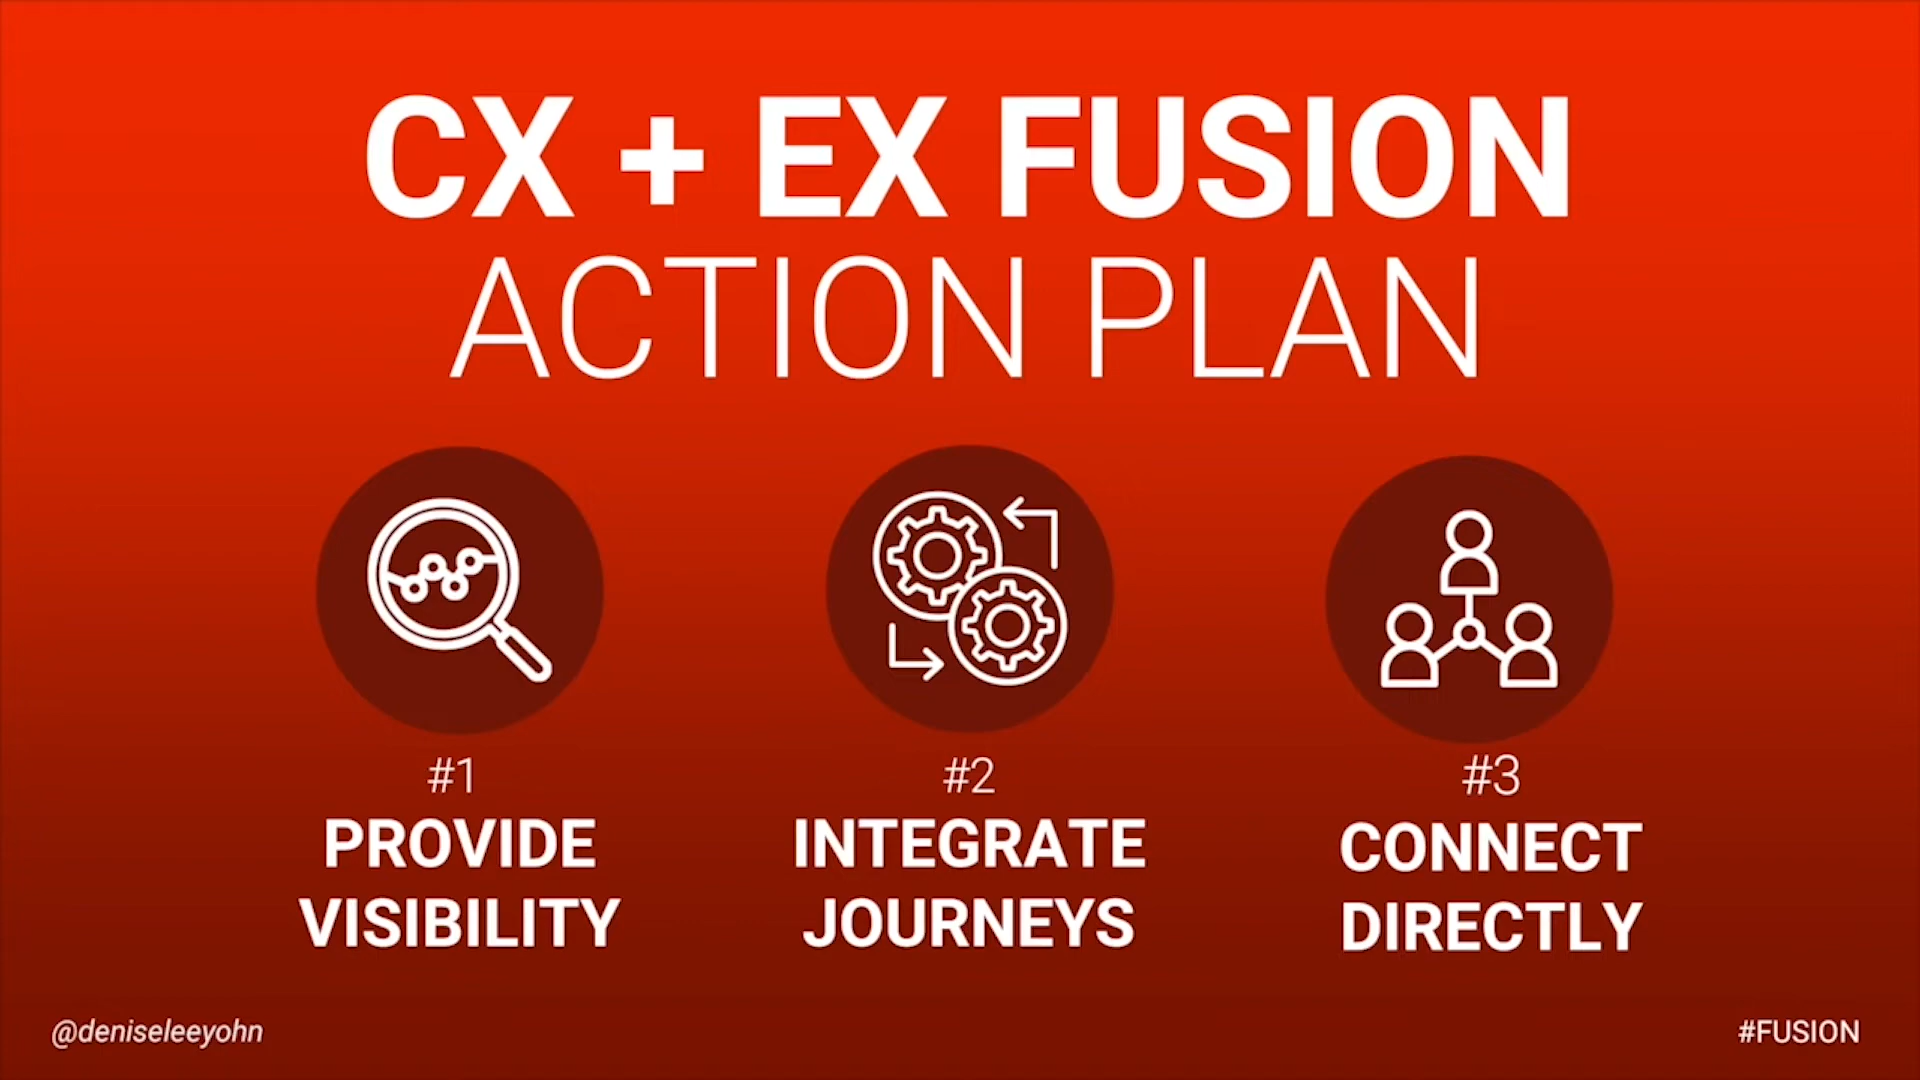 CX + EX FUSION
ACTION PLAN
#1
PROVIDE
VISIBILITY
#2
INTEGRATE
JOURNEYS
#3
CONNECT
DIRECTLY
@deniseleeyohn
#FUSION